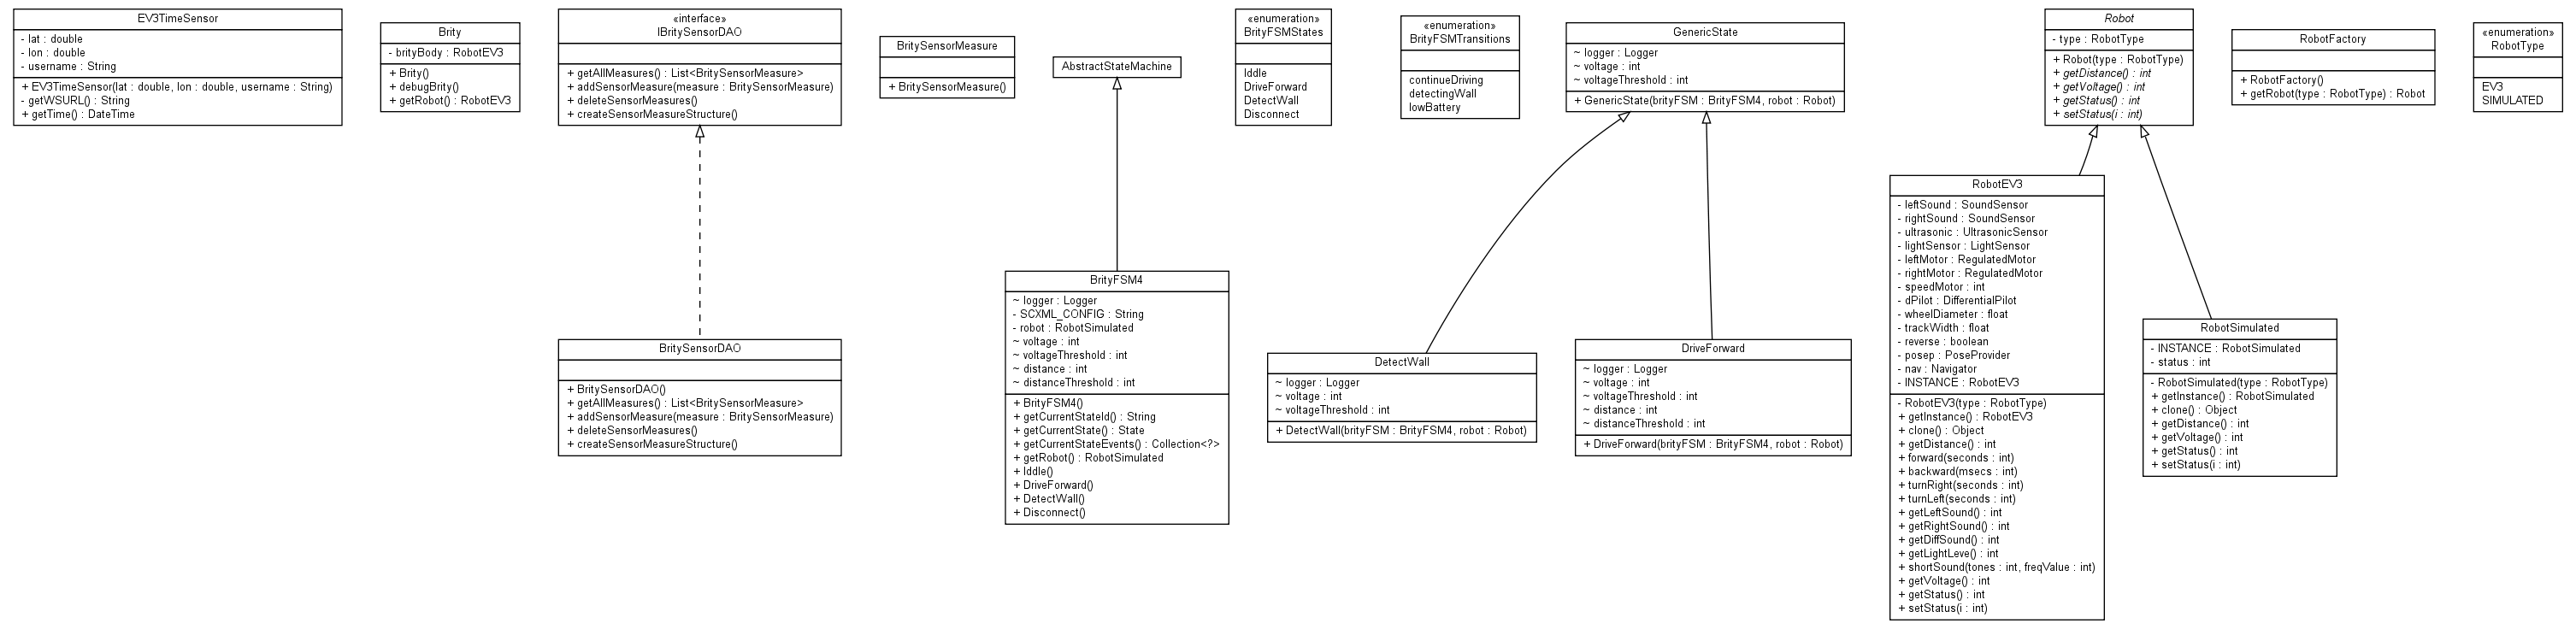 EV3TimeSensor
- lat : double
- lon : double
- username : String
+ EV3TimeSensor(lat : double, lon : double, username : String)
- getWSURL() : String
+ getTime() : DateTime
Brity
- brityBody : RobotEV3
+ Brity()
+ debugBrity()
+ getRobot() : RobotEV3
«interface»
IBritySensorDAO
+ getAllMeasures() : List<BritySensorMeasure>
+ addSensorMeasure(measure : BritySensorMeasure)
+ deleteSensorMeasures()
+ createSensorMeasureStructure()
BritySensorDAO
+ BritySensorDAO()
+ getAllMeasures() : List<BritySensorMeasure>
+ addSensorMeasure(measure : BritySensorMeasure)
+ deleteSensorMeasures()
+ createSensorMeasureStructure()
BritySensorMeasure
+ BritySensorMeasure()
AbstractStateMachine
BrityFSM4
~ logger : Logger
- SCXML_CONFIG : String
- robot : RobotSimulated
~ voltage : int
~ voltageThreshold : int
~ distance : int
~ distanceThreshold : int
+ BrityFSM4()
+ getCurrentStateId() : String
+ getCurrentState() : State
+ getCurrentStateEvents() : Collection<?>
+ getRobot() : RobotSimulated
+ Iddle()
+ DriveForward()
+ DetectWall()
+ Disconnect()
«enumeration»
BrityFSMStates
Iddle
DriveForward
DetectWall
Disconnect
«enumeration»
BrityFSMTransitions
continueDriving
detectingWall
lowBattery
GenericState
~ logger : Logger
~ voltage : int
~ voltageThreshold : int
+ GenericState(brityFSM : BrityFSM4, robot : Robot)
DetectWall
~ logger : Logger
~ voltage : int
~ voltageThreshold : int
+ DetectWall(brityFSM : BrityFSM4, robot : Robot)
DriveForward
~ logger : Logger
~ voltage : int
~ voltageThreshold : int
~ distance : int
~ distanceThreshold : int
+ DriveForward(brityFSM : BrityFSM4, robot : Robot)
Robot
- type : RobotType
+ Robot(type : RobotType)
+ getDistance() : int
+ getVoltage() : int
+ getStatus() : int
+ setStatus(i : int)
RobotEV3
- leftSound : SoundSensor
- rightSound : SoundSensor
- ultrasonic : UltrasonicSensor
- lightSensor : LightSensor
- leftMotor : RegulatedMotor
- rightMotor : RegulatedMotor
- speedMotor : int
- dPilot : DifferentialPilot
- wheelDiameter : float
- trackWidth : float
- reverse : boolean
- posep : PoseProvider
- nav : Navigator
- INSTANCE : RobotEV3
- RobotEV3(type : RobotType)
+ getInstance() : RobotEV3
+ clone() : Object
+ getDistance() : int
+ forward(seconds : int)
+ backward(msecs : int)
+ turnRight(seconds : int)
+ turnLeft(seconds : int)
+ getLeftSound() : int
+ getRightSound() : int
+ getDiffSound() : int
+ getLightLeve() : int
+ shortSound(tones : int, freqValue : int)
+ getVoltage() : int
+ getStatus() : int
+ setStatus(i : int)
RobotSimulated
- INSTANCE : RobotSimulated
- status : int
- RobotSimulated(type : RobotType)
+ getInstance() : RobotSimulated
+ clone() : Object
+ getDistance() : int
+ getVoltage() : int
+ getStatus() : int
+ setStatus(i : int)
RobotFactory
+ RobotFactory()
+ getRobot(type : RobotType) : Robot
«enumeration»
RobotType
EV3
SIMULATED